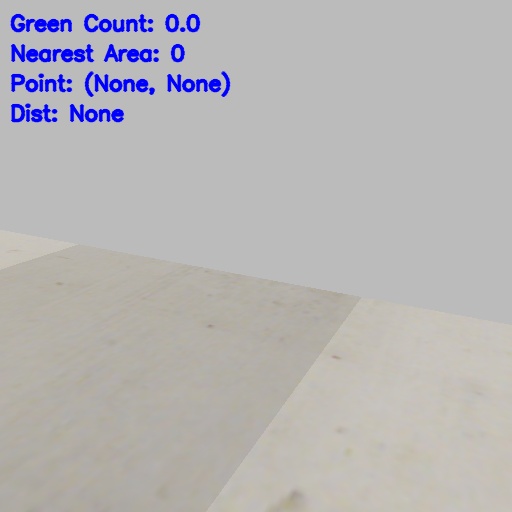 Green Count: 0.0
Nearest Area: 0
Point: (None, None)
Dist: None